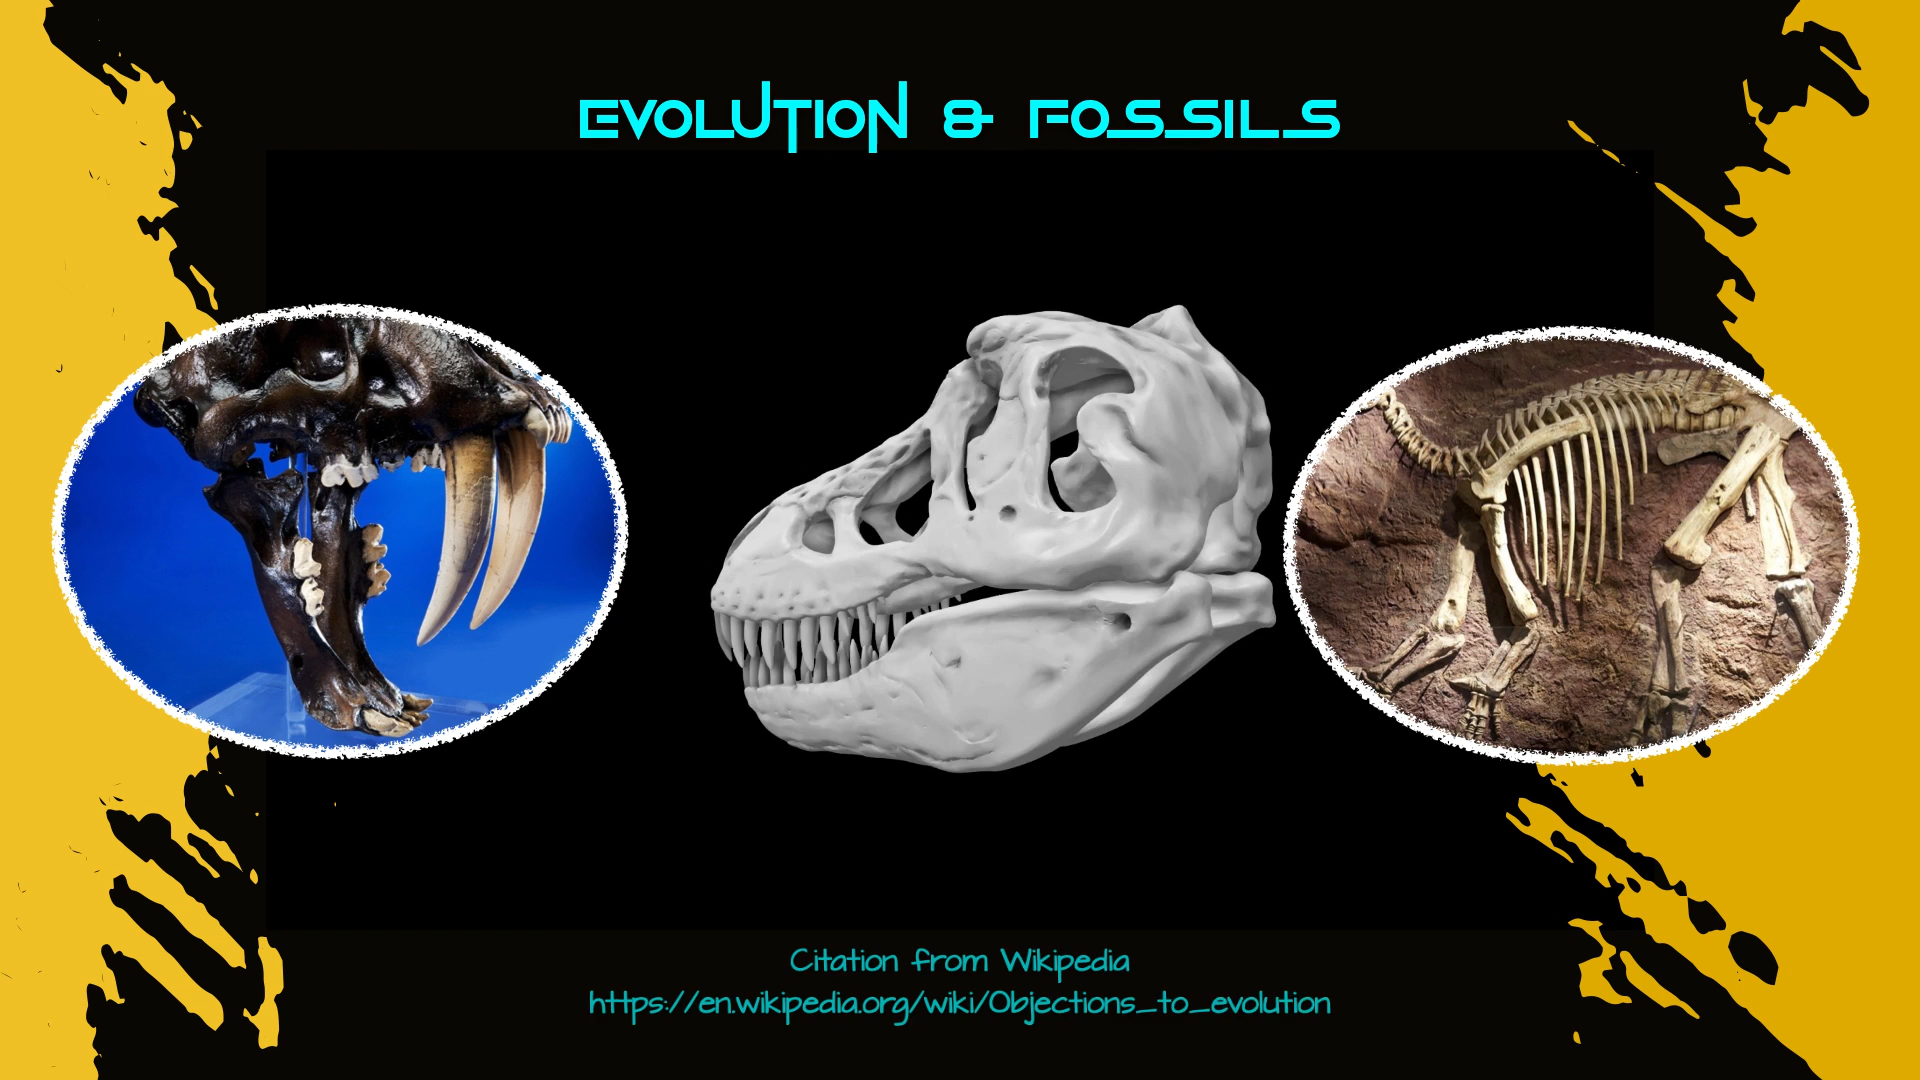 EVOLUTION & FOSSILS
Citation from Wikipedia
https://en.wikipedia.org/wiki/Objections_to_evolution